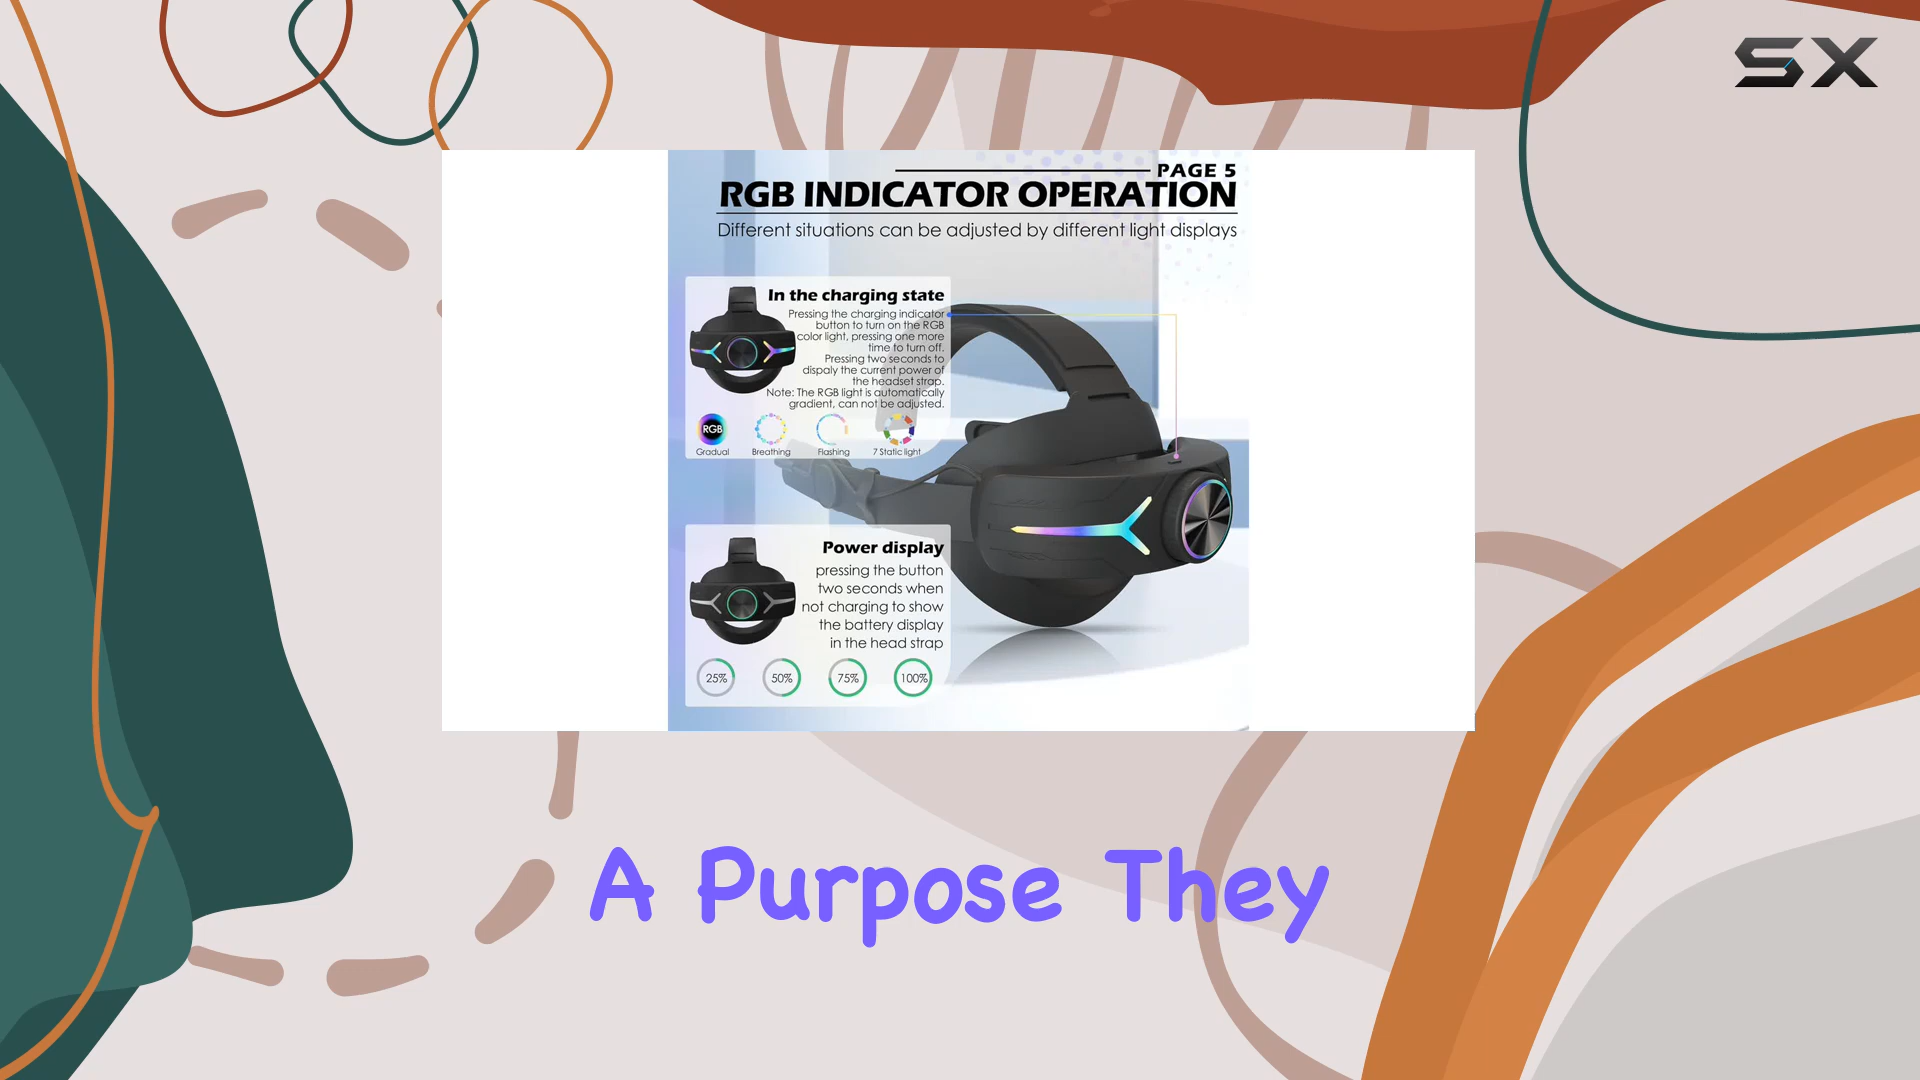 SX
PAGE 5
RGB INDICATOR OPERATION
Different situations can be adjusted by different light displays
In the charging state
Pressing the charging indicator
button to turn on the RGB
color light, pressing one more
time to turn off.
Pressing two seconds to
dispaly the current power of
the headset strap.
Note: The RGB light is automatically
gradient, can not be adjusted.
RGB
Gradual Breathing Flashing 7 Static light
Power display
pressing the button
two seconds when
not charging to show
the battery display
in the head strap
25% 50% 75% 100%
A Purpose They